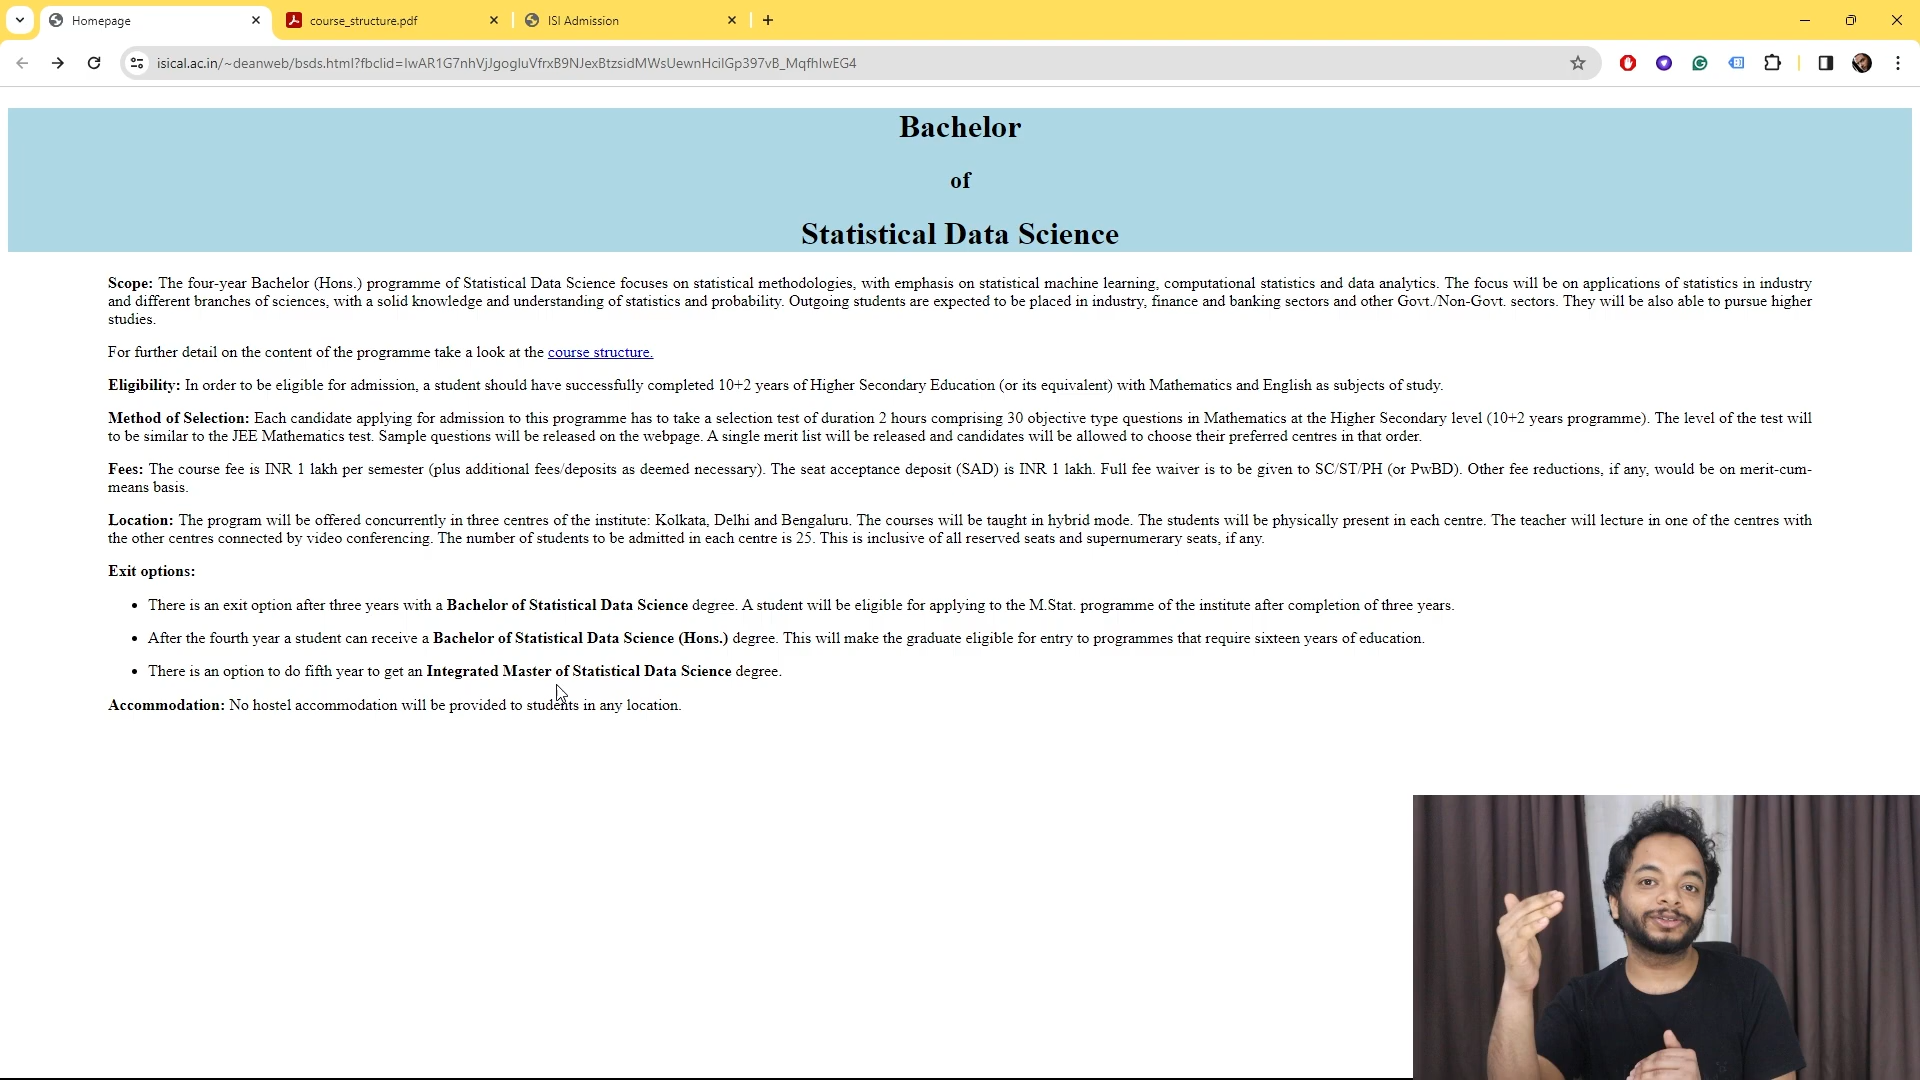 Homepage
course_structure.pdf
ISI Admission
isical.ac.in/~deanweb/bsds.html?fbclid=IwAR1G7nhVjJgogluVfrxB9NJexBtzsidMWsUewnHcilGp397vB_MqfhIwEG4
Bachelor
of
Statistical Data Science
Scope: The four-year Bachelor (Hons.) programme of Statistical Data Science focuses on statistical methodologies, with emphasis on statistical machine learning, computational statistics and data analytics. The focus will be on applications of statistics in industry
and different branches of sciences, with a solid knowledge and understanding of statistics and probability. Outgoing students are expected to be placed in industry, finance and banking sectors and other Govt./Non-Govt. sectors. They will be also able to pursue higher
studies.
For further detail on the content of the programme take a look at the course structure.
Eligibility: In order to be eligible for admission, a student should have successfully completed 10+2 years of Higher Secondary Education (or its equivalent) with Mathematics and English as subjects of study.
Method of Selection: Each candidate applying for admission to this programme has to take a selection test of duration 2 hours comprising 30 objective type questions in Mathematics at the Higher Secondary level (10+2 years programme). The level of the test will
to be similar to the JEE Mathematics test. Sample questions will be released on the webpage. A single merit list will be released and candidates will be allowed to choose their preferred centres in that order.
Fees: The course fee is INR 1 lakh per semester (plus additional fees/deposits as deemed necessary). The seat acceptance deposit (SAD) is INR 1 lakh. Full fee waiver is to be given to SC/ST/PH (or PwBD). Other fee reductions, if any, would be on merit-cum-
means basis.
Location: The program will be offered concurrently in three centres of the institute: Kolkata, Delhi and Bengaluru. The courses will be taught in hybrid mode. The students will be physically present in each centre. The teacher will lecture in one of the centres with
the other centres connected by video conferencing. The number of students to be admitted in each centre is 25. This is inclusive of all reserved seats and supernumerary seats, if any.
Exit options:
• There is an exit option after three years with a Bachelor of Statistical Data Science degree. A student will be eligible for applying to the M.Stat. programme of the institute after completion of three years.
• After the fourth year a student can receive a Bachelor of Statistical Data Science (Hons.) degree. This will make the graduate eligible for entry to programmes that require sixteen years of education.
• There is an option to do fifth year to get an Integrated Master of Statistical Data Science degree.
Accommodation: No hostel accommodation will be provided to students in any location.